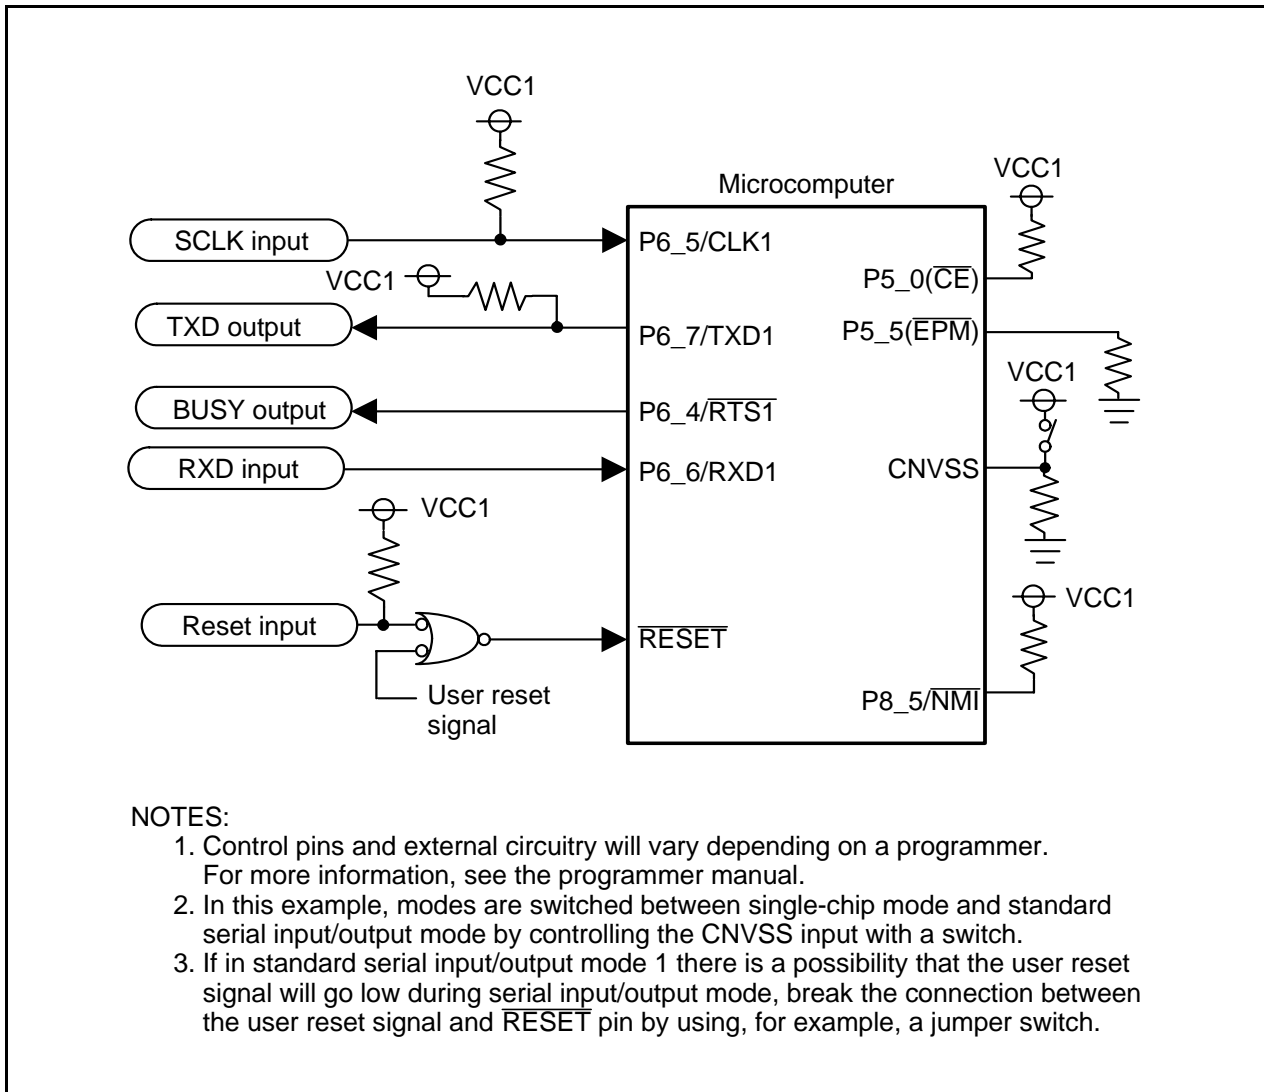 VCC1
Microcomputer
VCC1
SCLK input
P6_5/CLK1
VCC1
P5_0(C̅E̅)
TXD output
P6_7/TXD1
P5_5(E̅P̅M̅)
VCC1
BUSY output
P6_4/R̅T̅S̅1̅
RXD input
P6_6/RXD1
CNVSS
VCC1
VCC1
Reset input
R̅E̅S̅E̅T̅
User reset
signal
P8_5/N̅M̅I̅
NOTES:
1. Control pins and external circuitry will vary depending on a programmer.
For more information, see the programmer manual.
2. In this example, modes are switched between single-chip mode and standard
serial input/output mode by controlling the CNVSS input with a switch.
3. If in standard serial input/output mode 1 there is a possibility that the user reset
signal will go low during serial input/output mode, break the connection between
the user reset signal and R̅E̅S̅E̅T̅ pin by using, for example, a jumper switch.